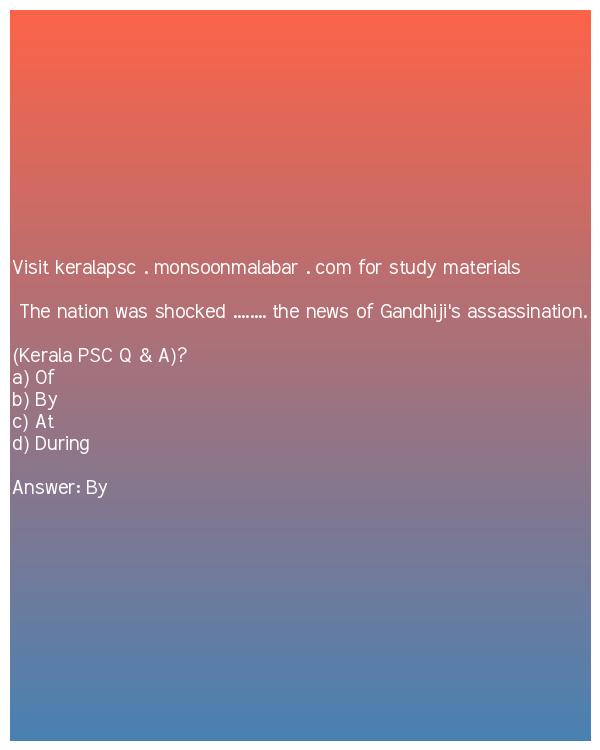 Visit keralapsc . monsoonmalabar . com for study materials
The nation was shocked ........ the news of Gandhiji's assassination.
(Kerala PSC Q & A)?
a) Of
b) By
c) At
d) During
Answer: By